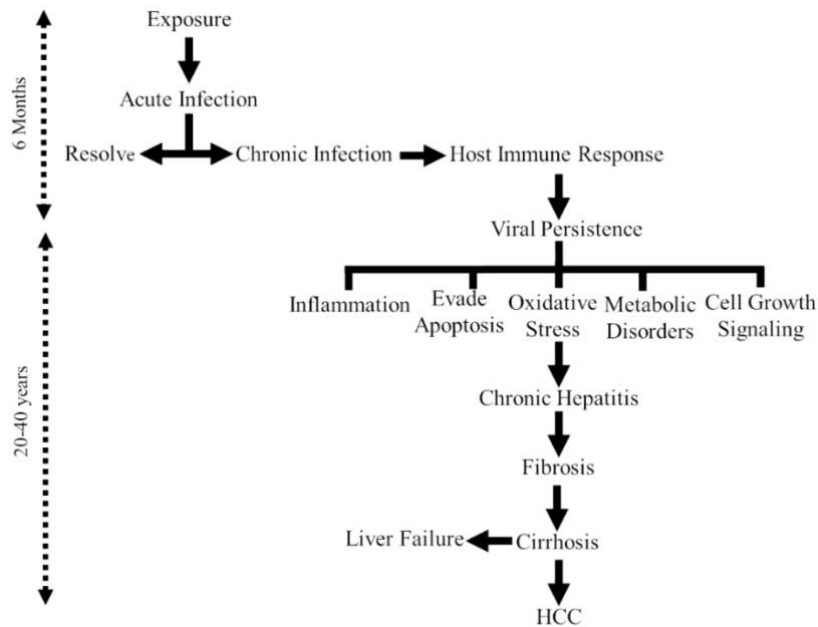 Exposure
6 Months
Acute Infection
Resolve
Chronic Infection
Host Immune Response
Viral Persistence
Inflammation
Evade
Apoptosis
Oxidative
Stress
Metabolic
Disorders
Cell Growth
Signaling
20-40 years
Chronic Hepatitis
Fibrosis
Liver Failure
Cirrhosis
HCC